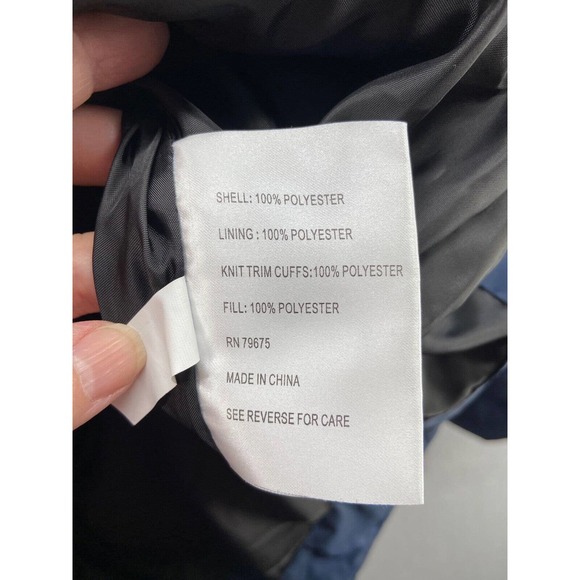 SHELL: 100% POLYESTER
LINING : 100% POLYESTER
KNIT TRIM CUFFS:100% POLYESTER
FILL: 100% POLYESTER
RN 79675
MADE IN CHINA
SEE REVERSE FOR CARE